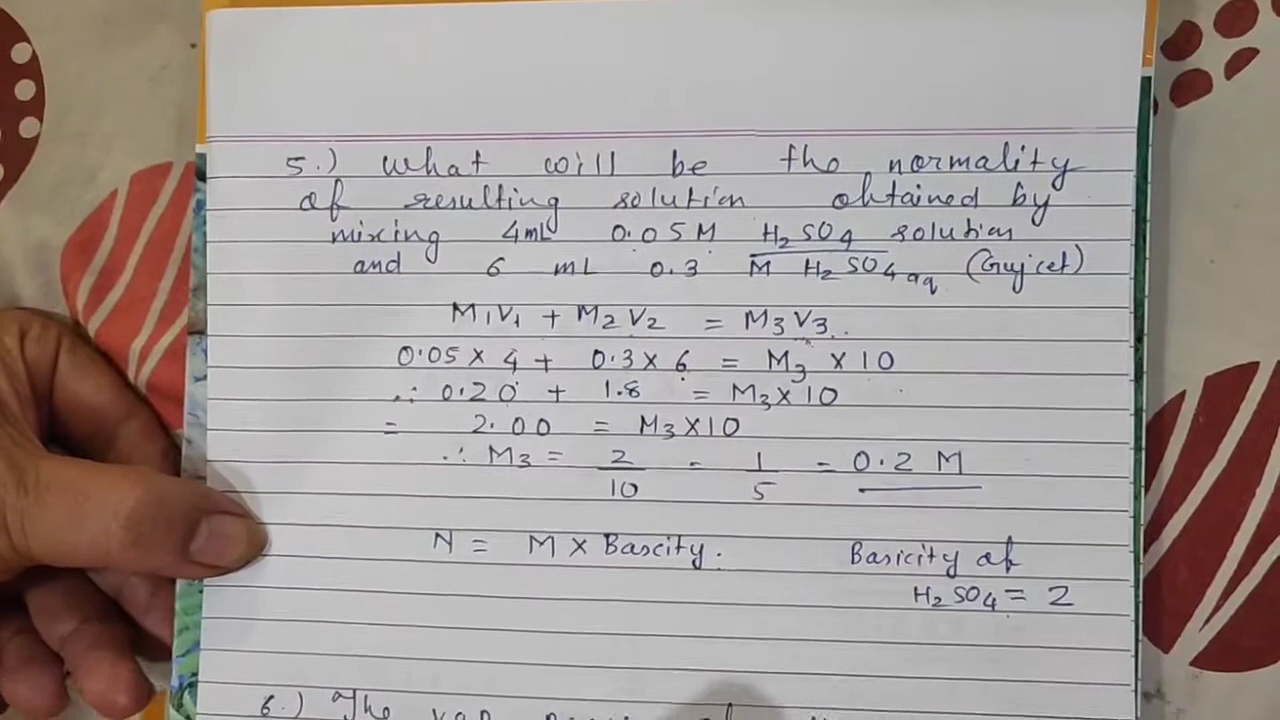 5.) what will be the normality
of resulting solution obtained by
mixing 4mL 0.05M H₂SO₄ solution
and 6 mL 0.3 M H₂SO₄ aq (Gujcet)
M₁V₁ + M₂V₂ = M₃V₃.
0.05 × 4 + 0.3 × 6 = M₃ × 10
∴ 0.20 + 1.8 = M₃×10
= 2.00 = M₃×10
∴ M₃ = 2/10 = 1/5 = 0.2 M
N = M × Bascity.
Basicity of
H₂SO₄ = 2
6.) The